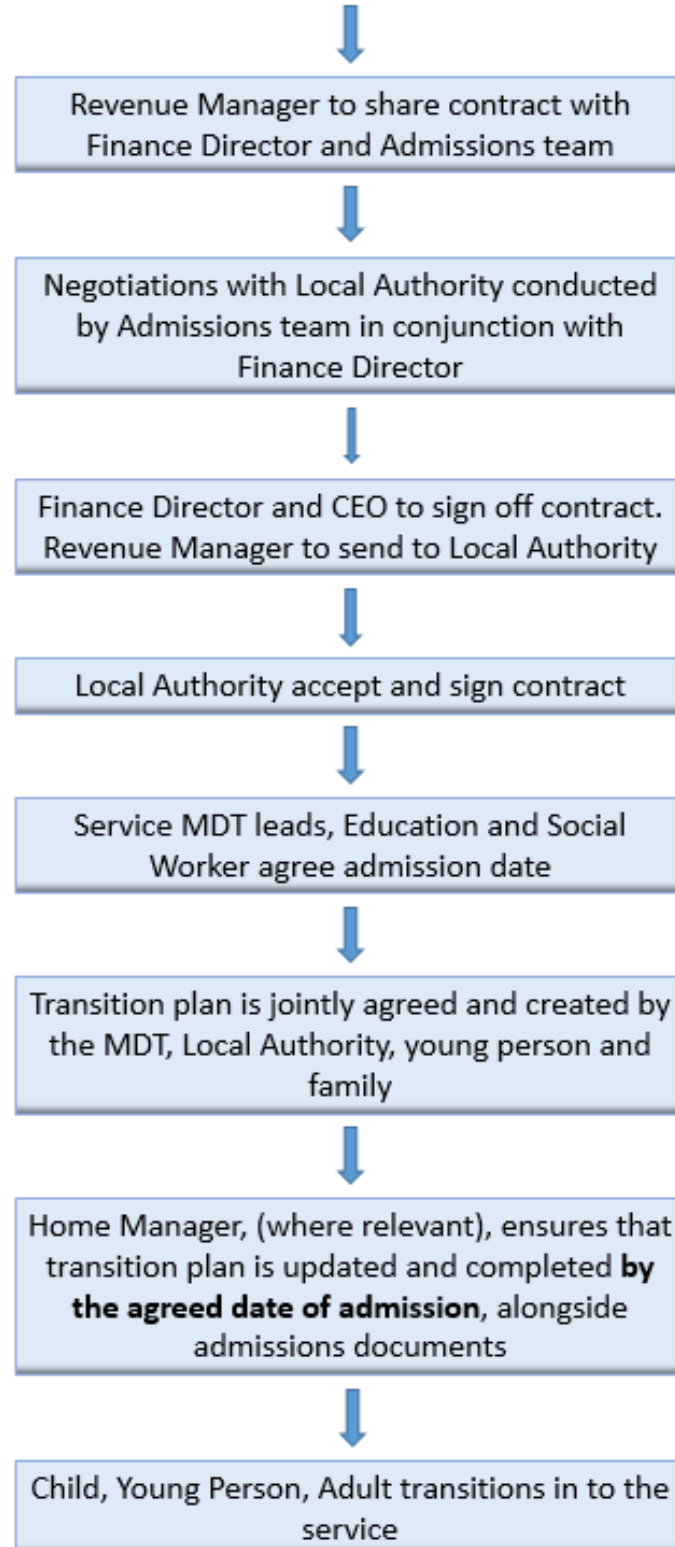 Revenue Manager to share contract with
Finance Director and Admissions team
Negotiations with Local Authority conducted
by Admissions team in conjunction with
Finance Director
Finance Director and CEO to sign off contract.
Revenue Manager to send to Local Authority
Local Authority accept and sign contract
Service MDT leads, Education and Social
Worker agree admission date
Transition plan is jointly agreed and created by
the MDT, Local Authority, young person and
family
Home Manager, (where relevant), ensures that
transition plan is updated and completed by
the agreed date of admission, alongside
admissions documents
Child, Young Person, Adult transitions in to the
service